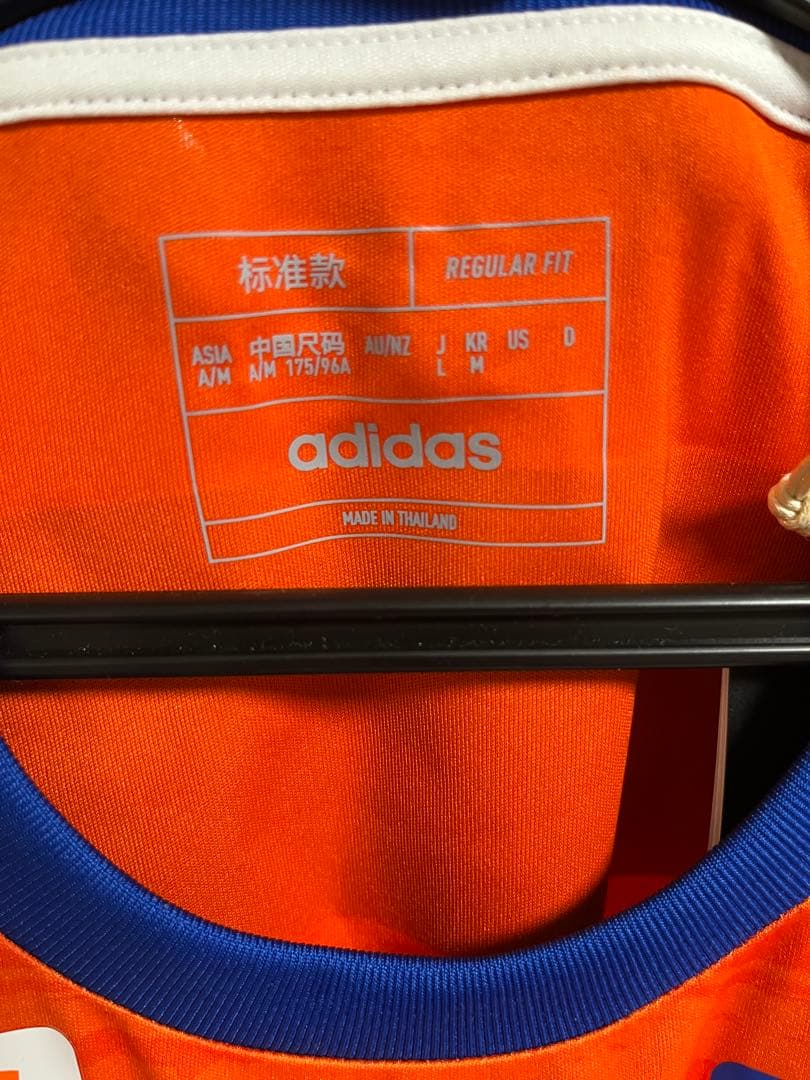 标准款 REGULAR FIT
ASIA 中国尺码 AU/NZ J KR US D
A/M A/M 175/96A L M
adidas
MADE IN THAILAND